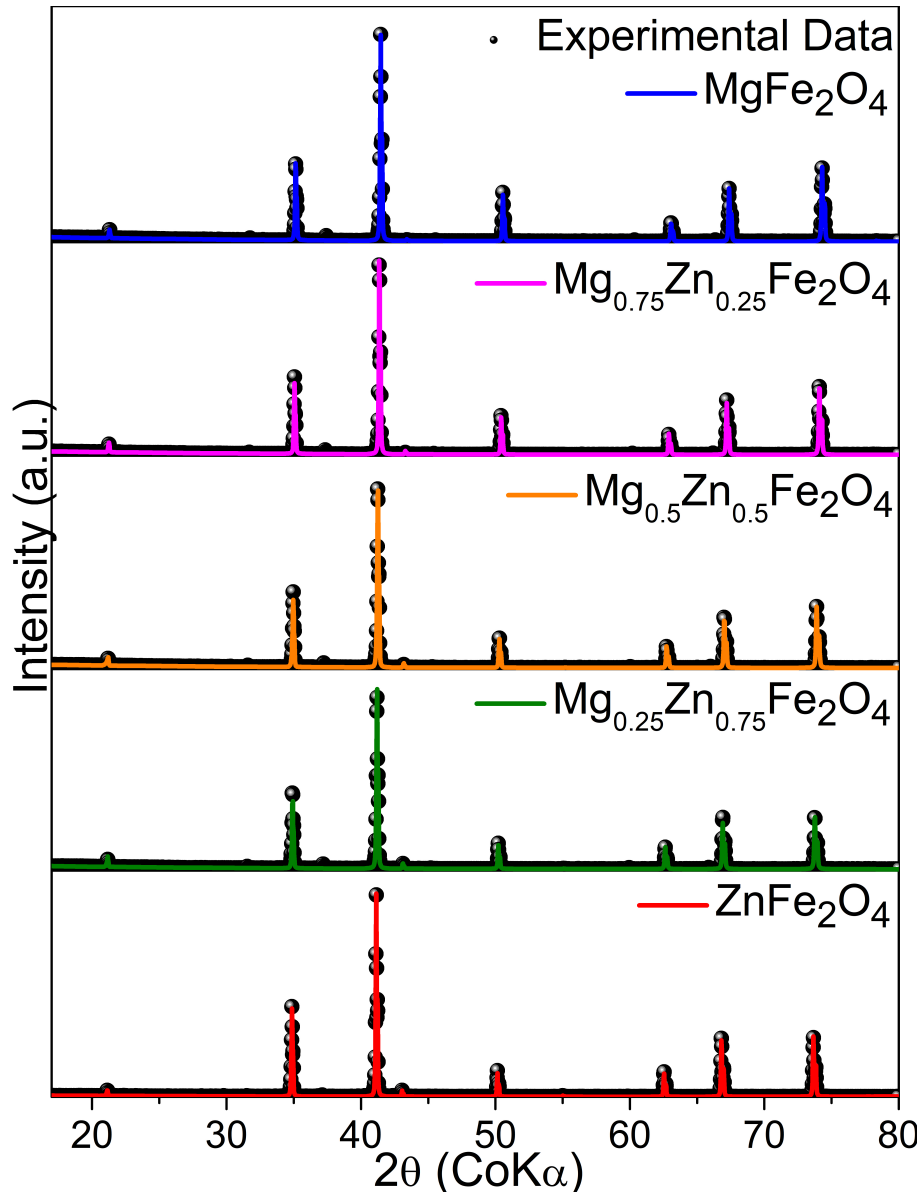 Experimental Data
MgFe₂O₄
Mg₀.₇₅Zn₀.₂₅Fe₂O₄
Mg₀.₅Zn₀.₅Fe₂O₄
Mg₀.₂₅Zn₀.₇₅Fe₂O₄
ZnFe₂O₄
Intensity (a.u.)
20 30 40 50 60 70 80
2θ (CoKα)